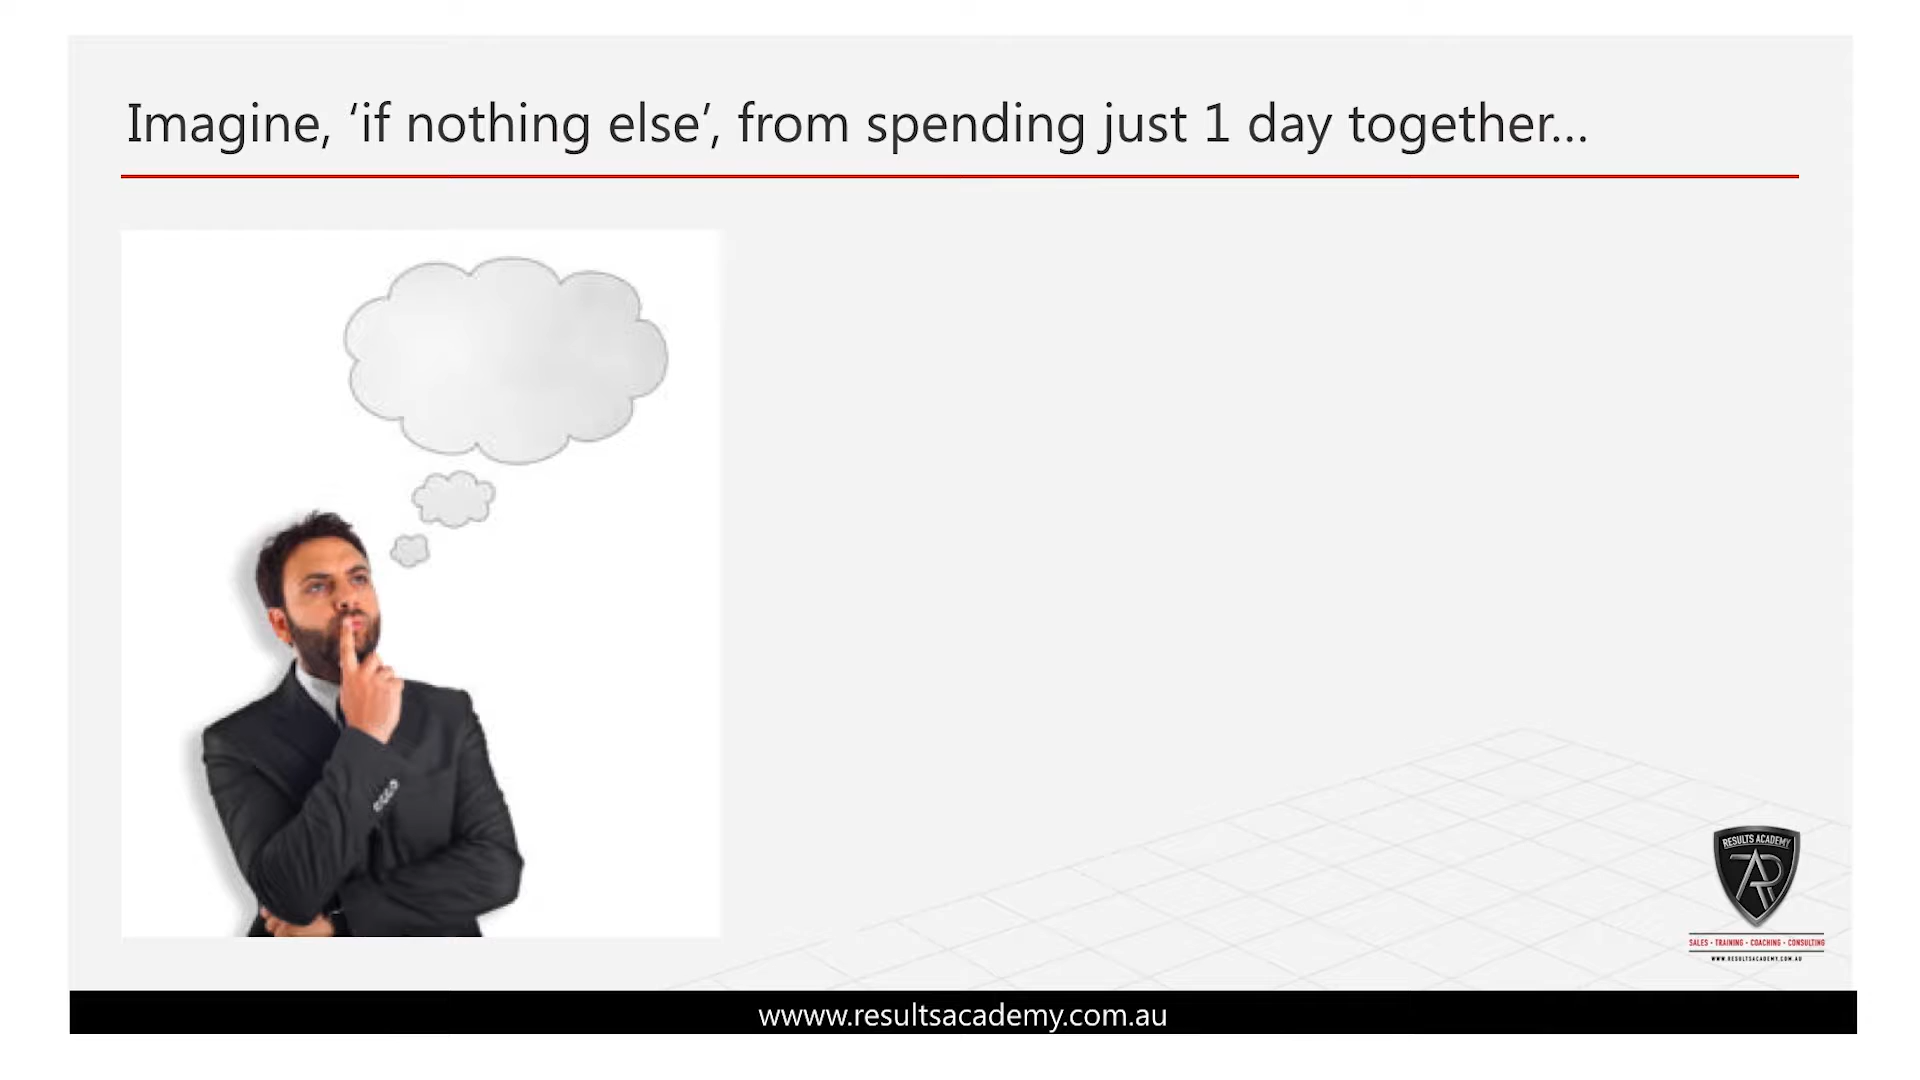 Imagine, ‘if nothing else’, from spending just 1 day together...
RESULTS ACADEMY
SALES - TRAINING - COACHING - CONSULTING
WWW.RESULTSACADEMY.COM.AU
wwww.resultsacademy.com.au